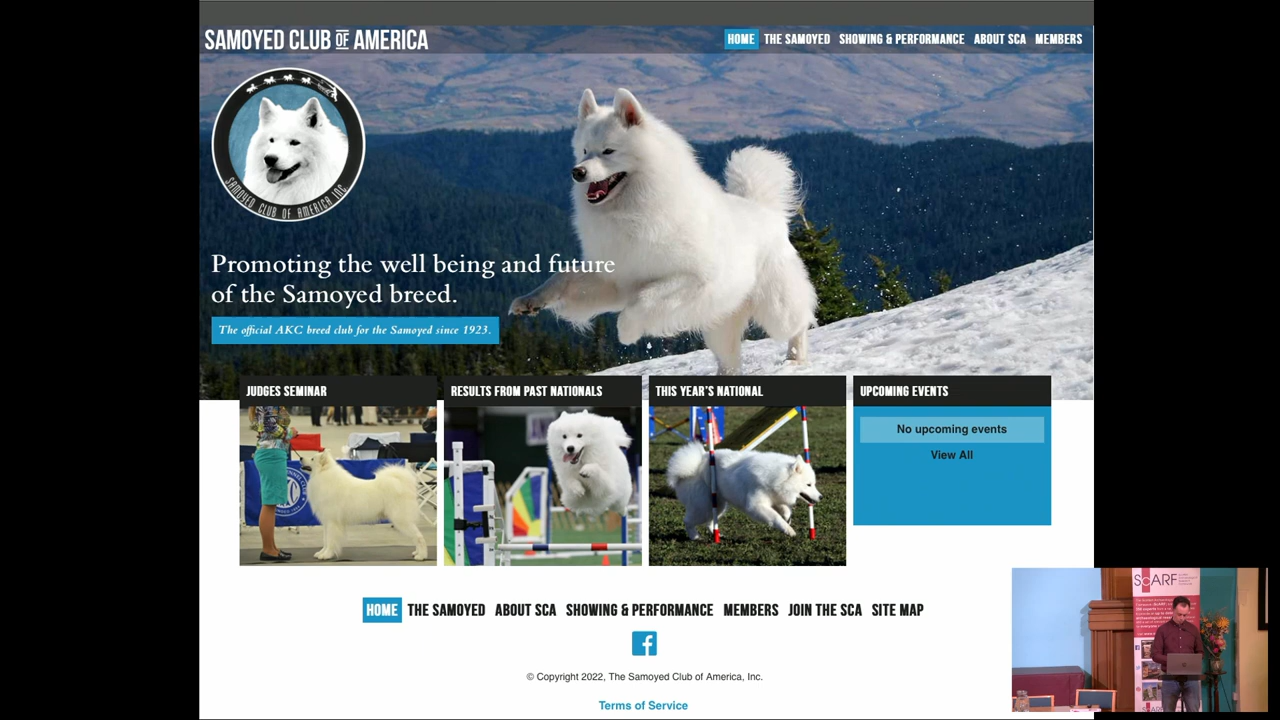 SAMOYED CLUB OF AMERICA
HOME THE SAMOYED SHOWING & PERFORMANCE ABOUT SCA MEMBERS
SAMOYED CLUB OF AMERICA INC
Promoting the well being and future
of the Samoyed breed.
The official AKC breed club for the Samoyed since 1923.
JUDGES SEMINAR
RESULTS FROM PAST NATIONALS
THIS YEAR'S NATIONAL
UPCOMING EVENTS
No upcoming events
View All
HOME THE SAMOYED ABOUT SCA SHOWING & PERFORMANCE MEMBERS JOIN THE SCA SITE MAP
© Copyright 2022, The Samoyed Club of America, Inc.
Terms of Service
ScARF